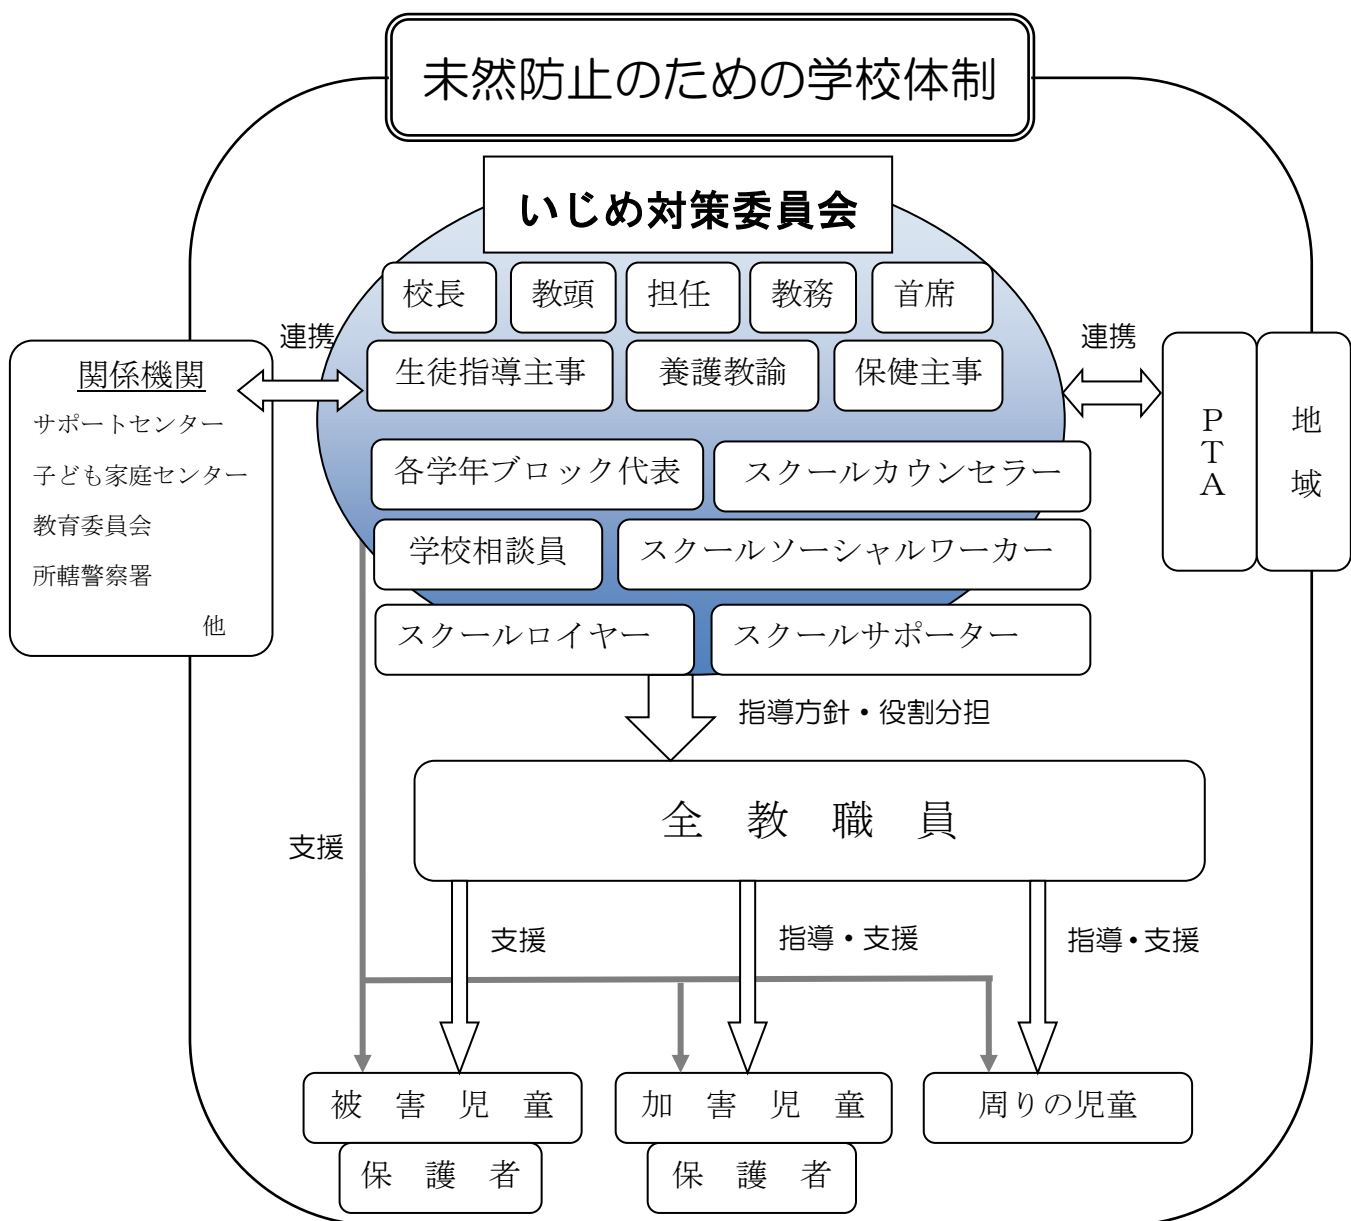 未然防止のための学校体制
いじめ対策委員会
校長
教頭
担任
教務
首席
生徒指導主事
養護教諭
保健主事
各学年ブロック代表
スクールカウンセラー
学校相談員
スクールソーシャルワーカー
スクールロイヤー
スクールサポーター
連携
関係機関
サポートセンター
子ども家庭センター
教育委員会
所轄警察署
他
連携
PTA
地域
指導方針・役割分担
全教職員
支援
支援
指導・支援
指導・支援
被害児童
保護者
加害児童
保護者
周りの児童